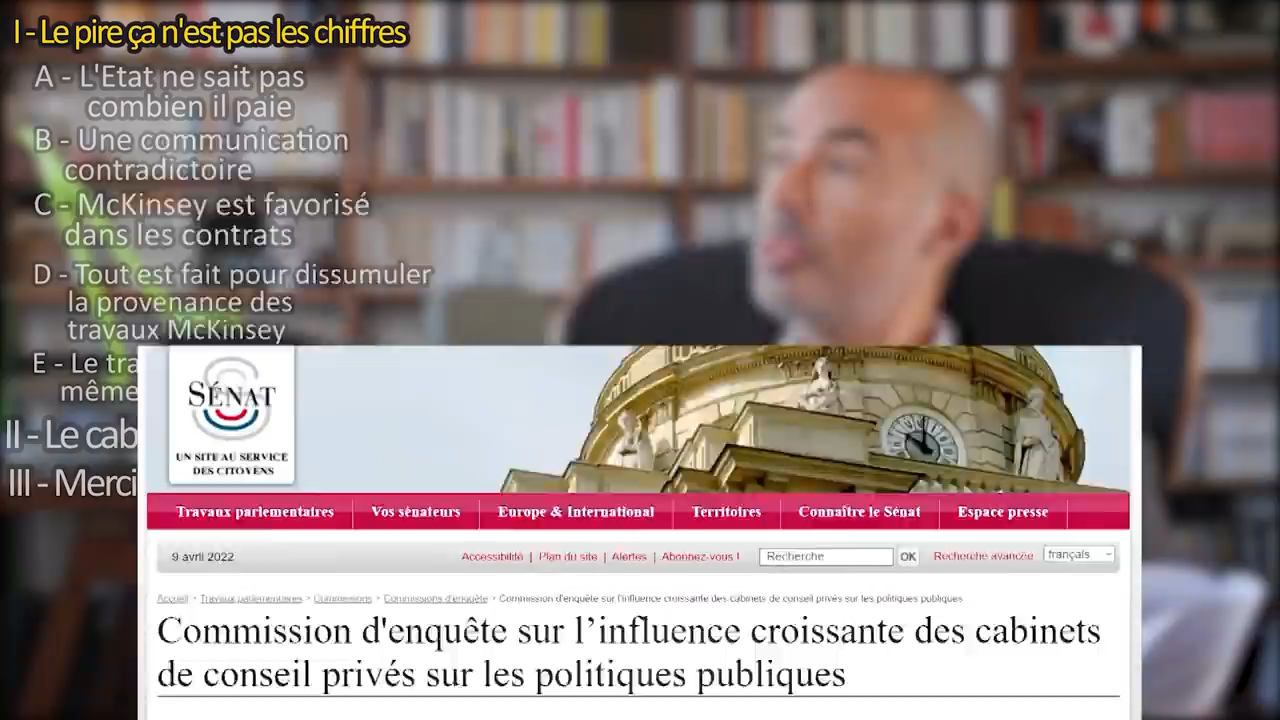 I - Le pire ça n'est pas les chiffres
A - L'Etat ne sait pas
combien il paie
B - Une communication
contradictoire
C - McKinsey est favorisé
dans les contrats
D - Tout est fait pour dissumuler
la provenance des
travaux McKinsey
E - Le tra
même
II - Le cab
III - Merci
SÉNAT
UN SITE AU SERVICE
DES CITOYENS
Travaux parlementaires Vos sénateurs Europe & International Territoires Connaître le Sénat Espace presse
9 avril 2022 Accessibilité | Plan du site | Alertes | Abonnez-vous ! Recherche OK Recherche avancée français
Accueil > Travaux parlementaires > Commissions > Commissions d'enquête > Commission d'enquête sur l'influence croissante des cabinets de conseil privés sur les politiques publiques
Commission d'enquête sur l’influence croissante des cabinets
de conseil privés sur les politiques publiques